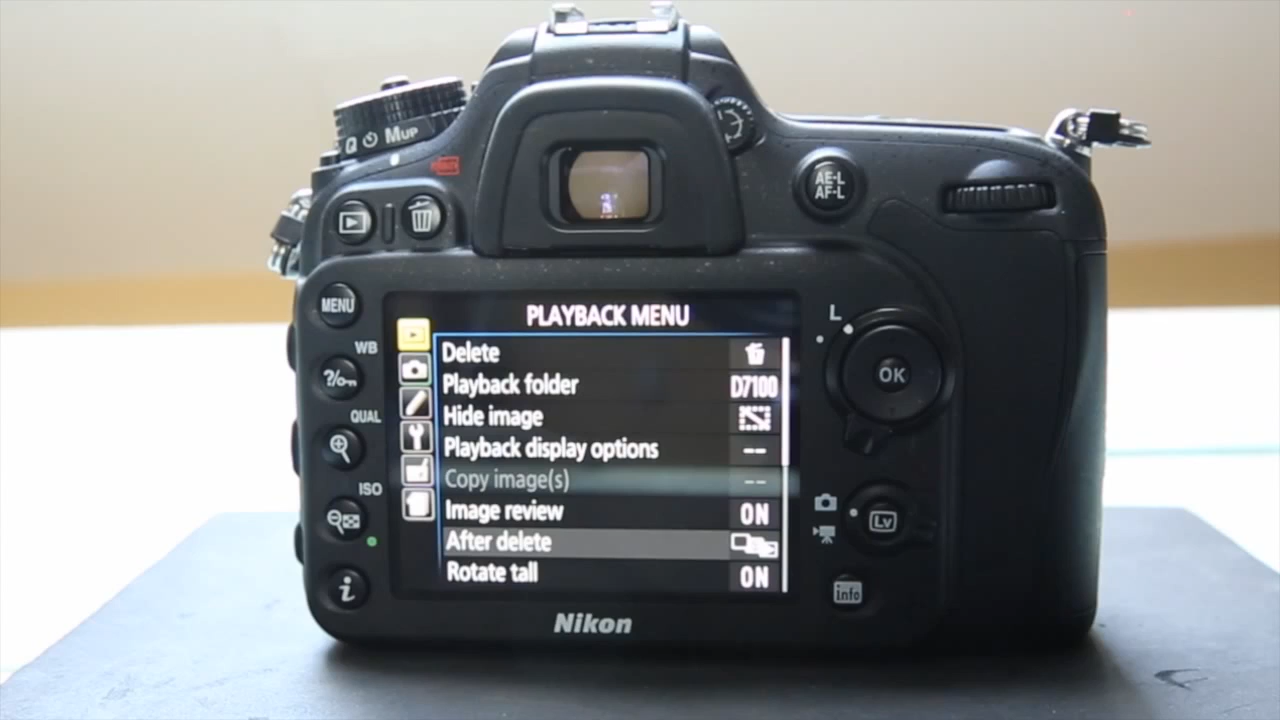 Q MUP
AE-L
AF-L
MENU
WB
?
QUAL
ISO
i
PLAYBACK MENU
Delete
Playback folder D7100
Hide image
Playback display options --
Copy image(s) --
Image review ON
After delete
Rotate tall ON
L
OK
Lv
info
Nikon